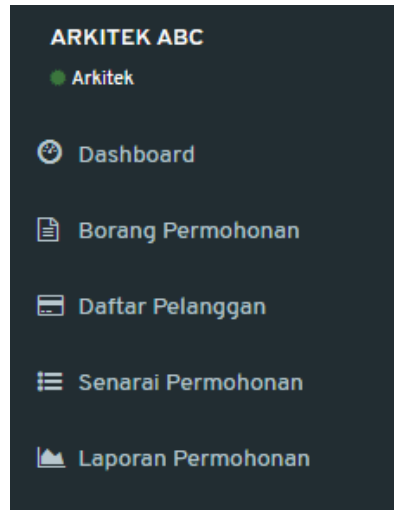 ARKITEK ABC
Arkitek
Dashboard
Borang Permohonan
Daftar Pelanggan
Senarai Permohonan
Laporan Permohonan